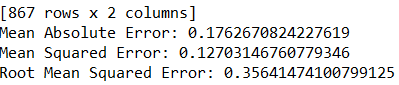 [867 rows x 2 columns]
Mean Absolute Error: 0.1762670824227619
Mean Squared Error: 0.12703146760779346
Root Mean Squared Error: 0.35641474100799125